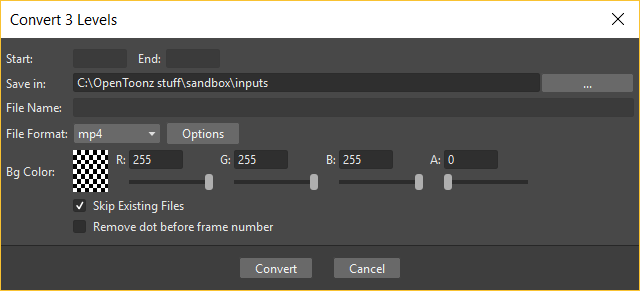 Convert 3 Levels
Start: End:
Save in: C:\OpenToonz stuff\sandbox\inputs ...
File Name:
File Format: mp4 Options
Bg Color: R: 255 G: 255 B: 255 A: 0
Skip Existing Files
Remove dot before frame number
Convert Cancel